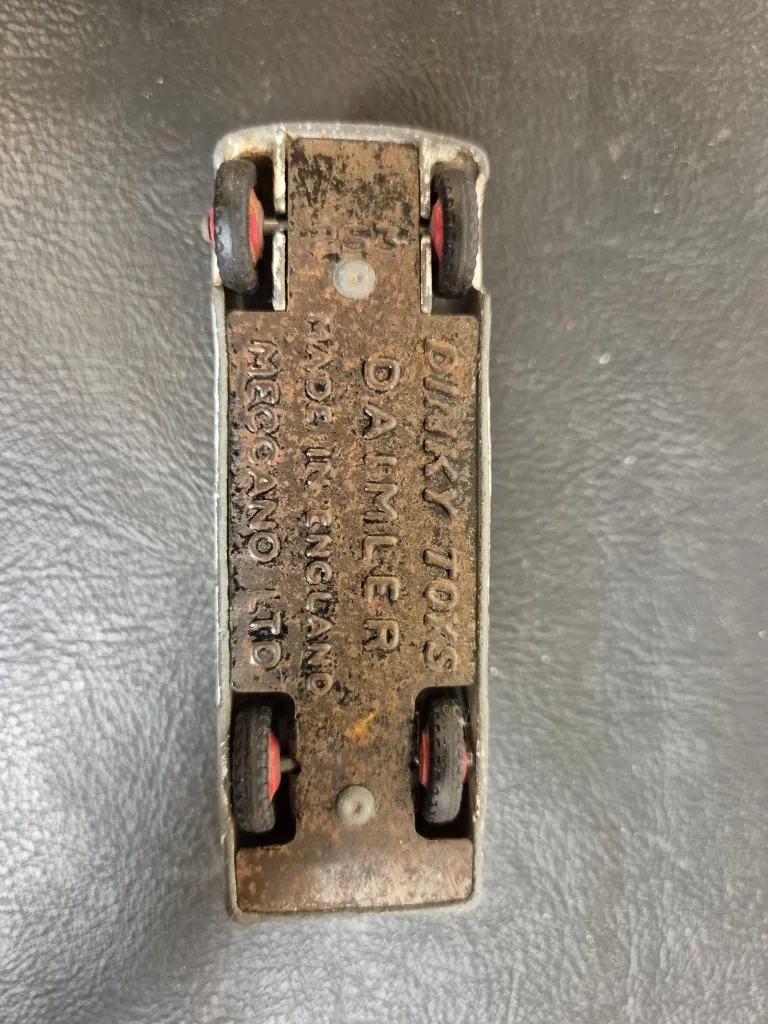 DINKY TOYS
DAIMLER
MADE IN ENGLAND
MECCANO LTD